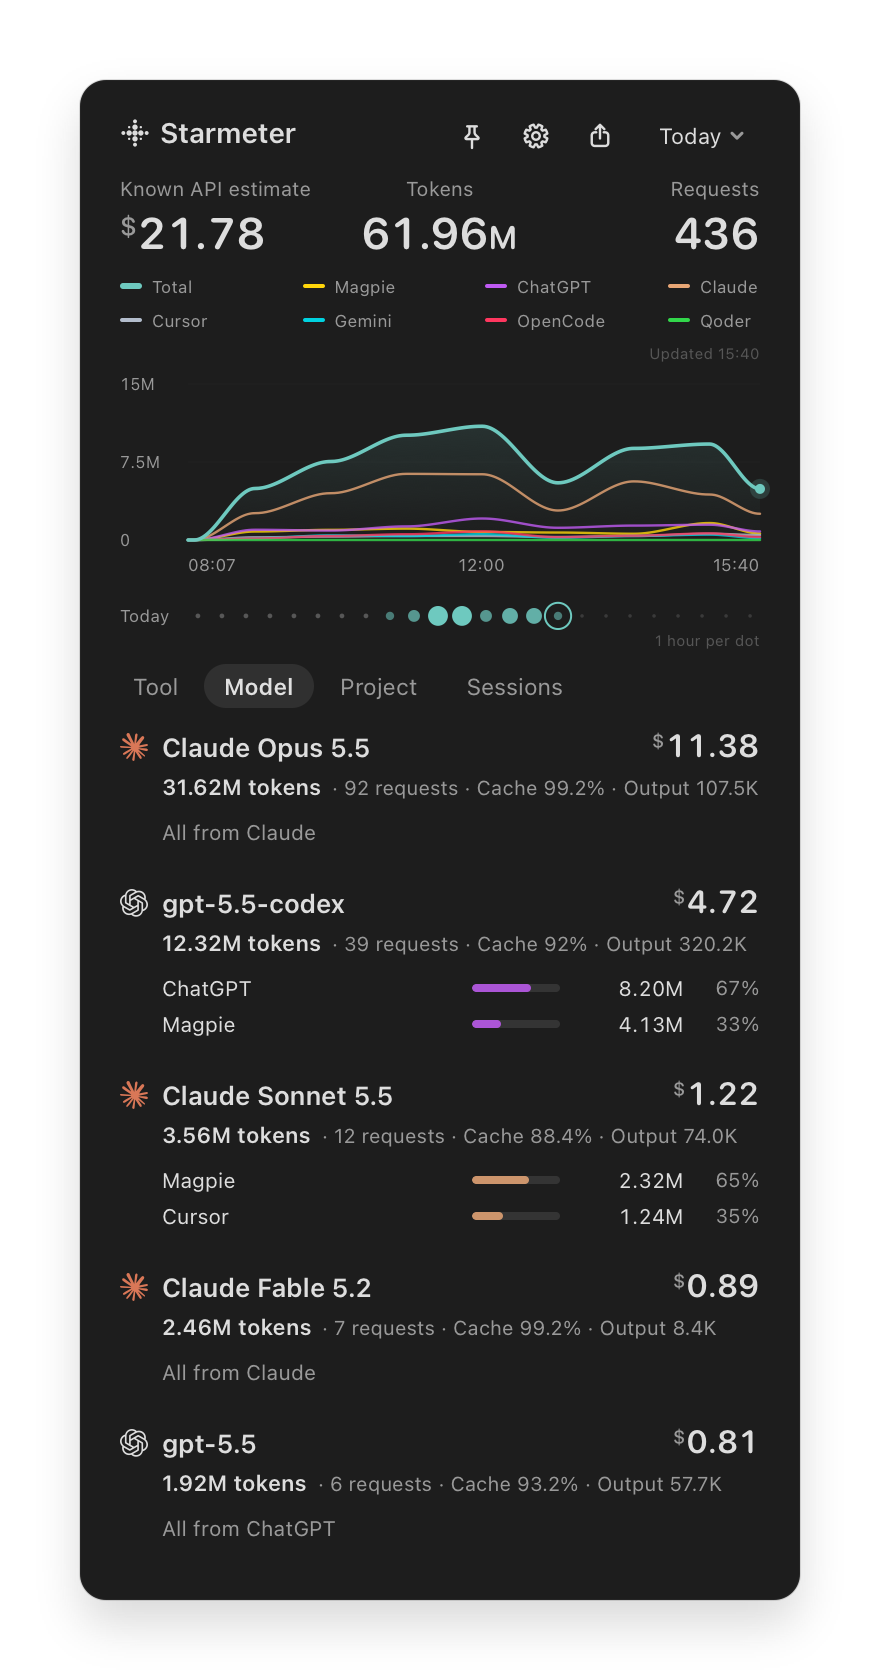 Starmeter
Today
Known API estimate Tokens Requests
$21.78 61.96M 436
Total Magpie ChatGPT Claude
Cursor Gemini OpenCode Qoder
Updated 15:40
15M
7.5M
0
08:07 12:00 15:40
Today
1 hour per dot
Tool Model Project Sessions
Claude Opus 5.5 $11.38
31.62M tokens · 92 requests · Cache 99.2% · Output 107.5K
All from Claude
gpt-5.5-codex $4.72
12.32M tokens · 39 requests · Cache 92% · Output 320.2K
ChatGPT 8.20M 67%
Magpie 4.13M 33%
Claude Sonnet 5.5 $1.22
3.56M tokens · 12 requests · Cache 88.4% · Output 74.0K
Magpie 2.32M 65%
Cursor 1.24M 35%
Claude Fable 5.2 $0.89
2.46M tokens · 7 requests · Cache 99.2% · Output 8.4K
All from Claude
gpt-5.5 $0.81
1.92M tokens · 6 requests · Cache 93.2% · Output 57.7K
All from ChatGPT